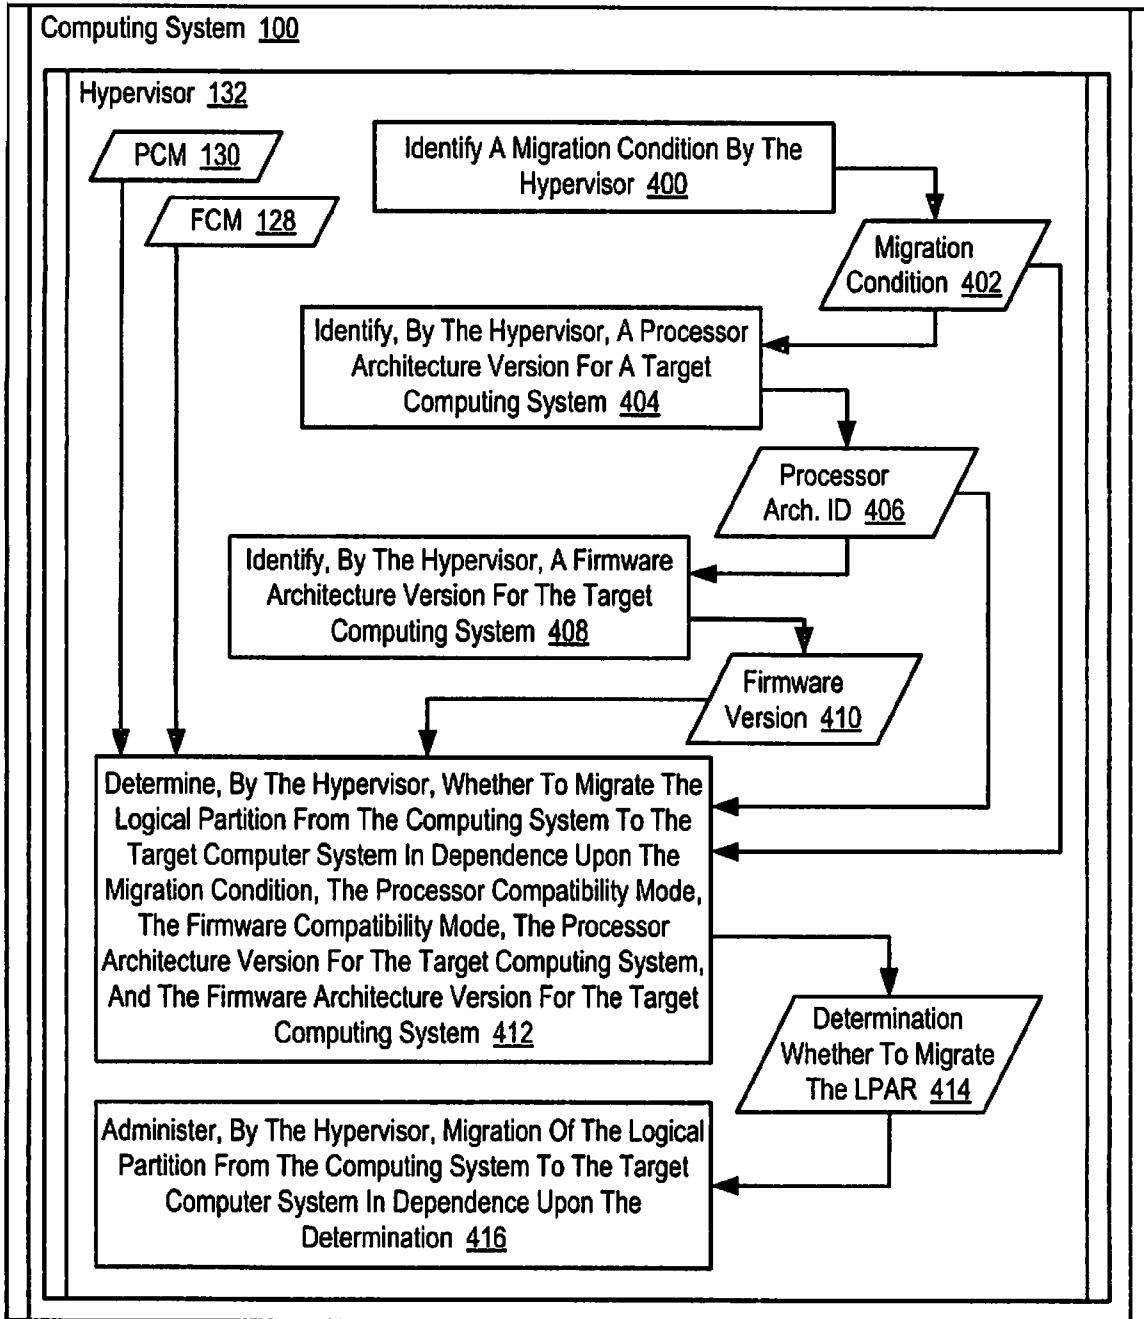 Computing System 100
Hypervisor 132
PCM 130
FCM 128
Identify A Migration Condition By The
Hypervisor 400
Migration
Condition 402
Identify, By The Hypervisor, A Processor
Architecture Version For A Target
Computing System 404
Processor
Arch. ID 406
Identify, By The Hypervisor, A Firmware
Architecture Version For The Target
Computing System 408
Firmware
Version 410
Determine, By The Hypervisor, Whether To Migrate The
Logical Partition From The Computing System To The
Target Computer System In Dependence Upon The
Migration Condition, The Processor Compatibility Mode,
The Firmware Compatibility Mode, The Processor
Architecture Version For The Target Computing System,
And The Firmware Architecture Version For The Target
Computing System 412
Determination
Whether To Migrate
The LPAR 414
Administer, By The Hypervisor, Migration Of The Logical
Partition From The Computing System To The Target
Computer System In Dependence Upon The
Determination 416